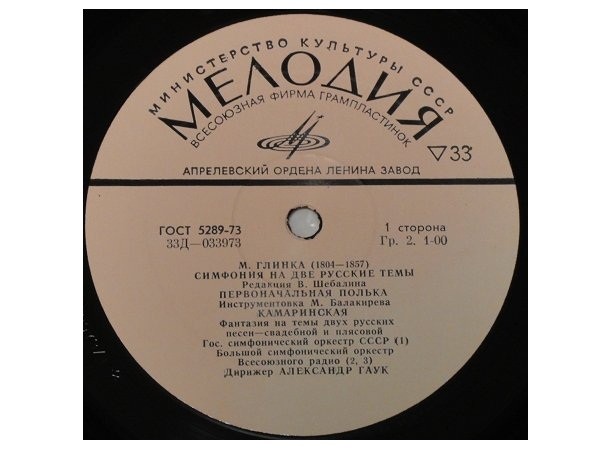 МИНИСТЕРСТВО КУЛЬТУРЫ СССР
МЕЛОДИЯ
ВСЕСОЮЗНАЯ ФИРМА ГРАМПЛАСТИНОК
▽33
АПРЕЛЕВСКИЙ ОРДЕНА ЛЕНИНА ЗАВОД
ГОСТ 5289-73
33Д—033973
1 сторона
Гр. 2. 1-00
М. ГЛИНКА (1804—1857)
СИМФОНИЯ НА ДВЕ РУССКИЕ ТЕМЫ
Редакция В. Шебалина
ПЕРВОНАЧАЛЬНАЯ ПОЛЬКА
Инструментовка М. Балакирева
КАМАРИНСКАЯ
Фантазия на темы двух русских
песен—свадебной и плясовой
Гос. симфонический оркестр СССР (1)
Большой симфонический оркестр
Всесоюзного радио (2, 3)
Дирижер АЛЕКСАНДР ГАУК